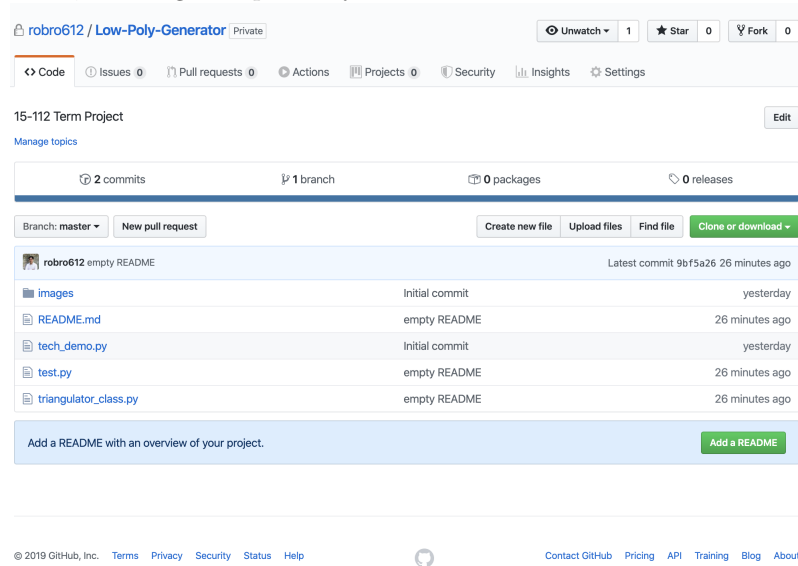 robro612 / Low-Poly-Generator Private Unwatch 1 Star 0 Fork 0
Code Issues 0 Pull requests 0 Actions Projects 0 Security Insights Settings
15-112 Term Project Edit
Manage topics
2 commits 1 branch 0 packages 0 releases
Branch: master New pull request Create new file Upload files Find file Clone or download
robro612 empty README Latest commit 9bf5a26 26 minutes ago
images Initial commit yesterday
README.md empty README 26 minutes ago
tech_demo.py Initial commit yesterday
test.py empty README 26 minutes ago
triangulator_class.py empty README 26 minutes ago
Add a README with an overview of your project. Add a README
© 2019 GitHub, Inc. Terms Privacy Security Status Help Contact GitHub Pricing API Training Blog About